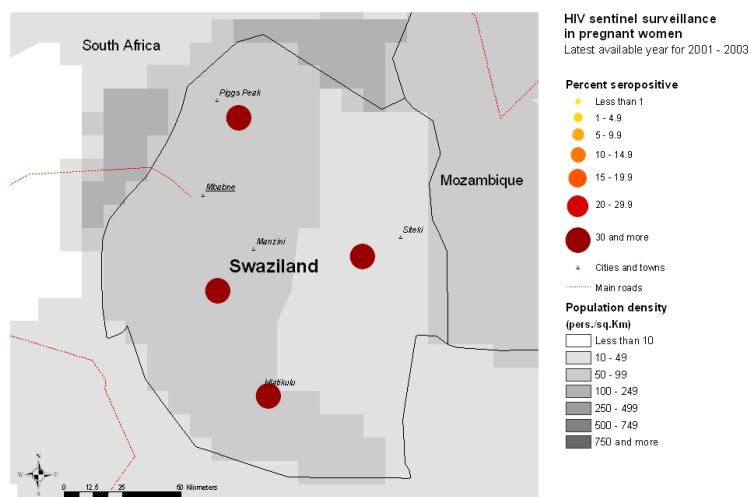 HIV sentinel surveillance
in pregnant women
Latest available year for 2001 - 2003
South Africa
Piggs Peak
Mozambique
Mbabne
Siteki
Manzini
Swaziland
Hlatikulu
N
W E
S
0 12.5 25 50 Kilometers
Percent seropositive
Less than 1
1 - 4.9
5 - 9.9
10 - 14.9
15 - 19.9
20 - 29.9
30 and more
Cities and towns
Main roads
Population density
(pers./sq.Km)
Less than 10
10 - 49
50 - 99
100 - 249
250 - 499
500 - 749
750 and more